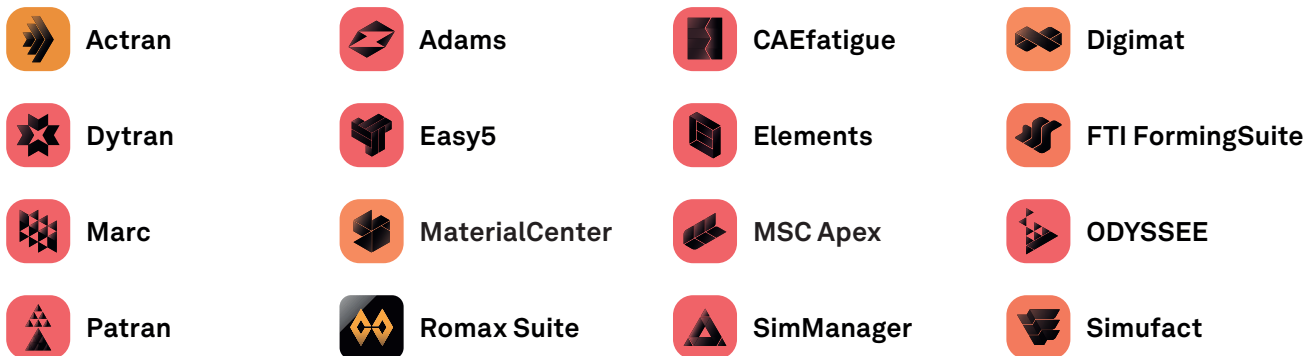 Actran
Adams
CAEfatigue
Digimat
Dytran
Easy5
Elements
FTI FormingSuite
Marc
MaterialCenter
MSC Apex
ODYSSEE
Patran
Romax Suite
SimManager
Simufact